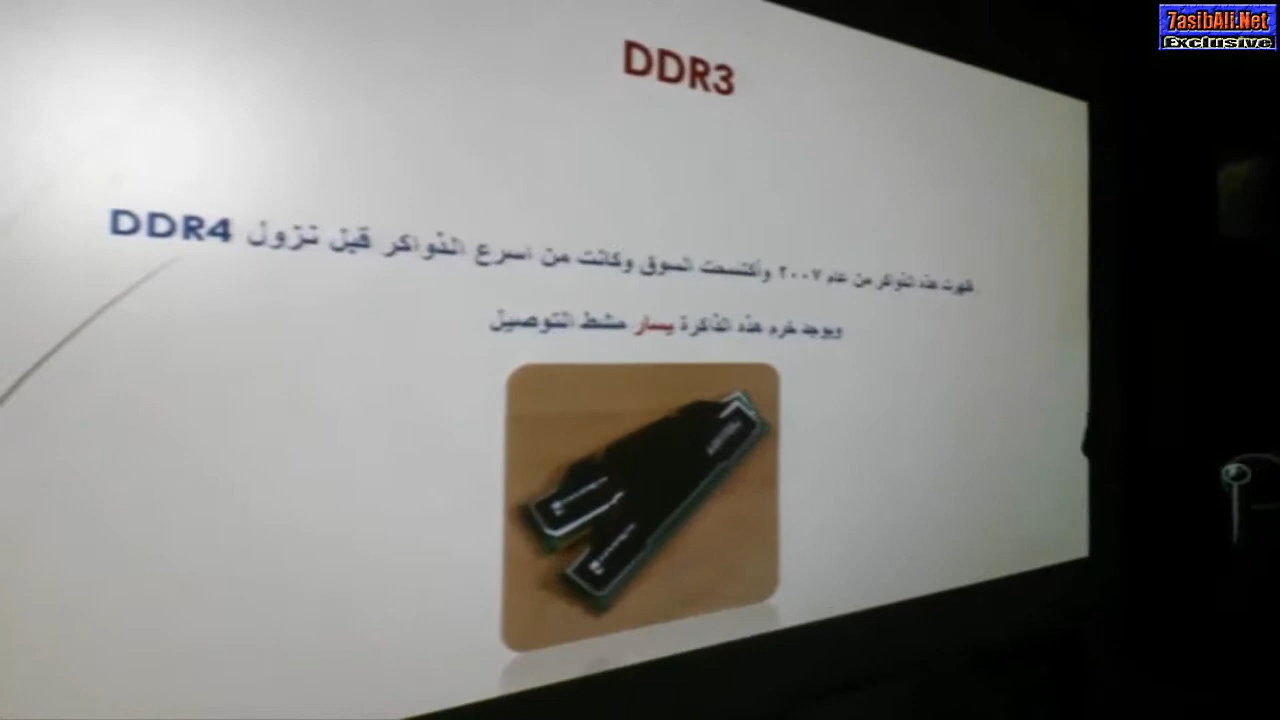 DDR3
ظهرت هذه الذواكر من عام ٢٠٠٧ وأكتسحت السوق وكانت من اسرع الذواكر قبل نزول DDR4
ويوجد خرم هذه الذاكرة يسار مشط التوصيل
7asibAli.Net
Exclusive